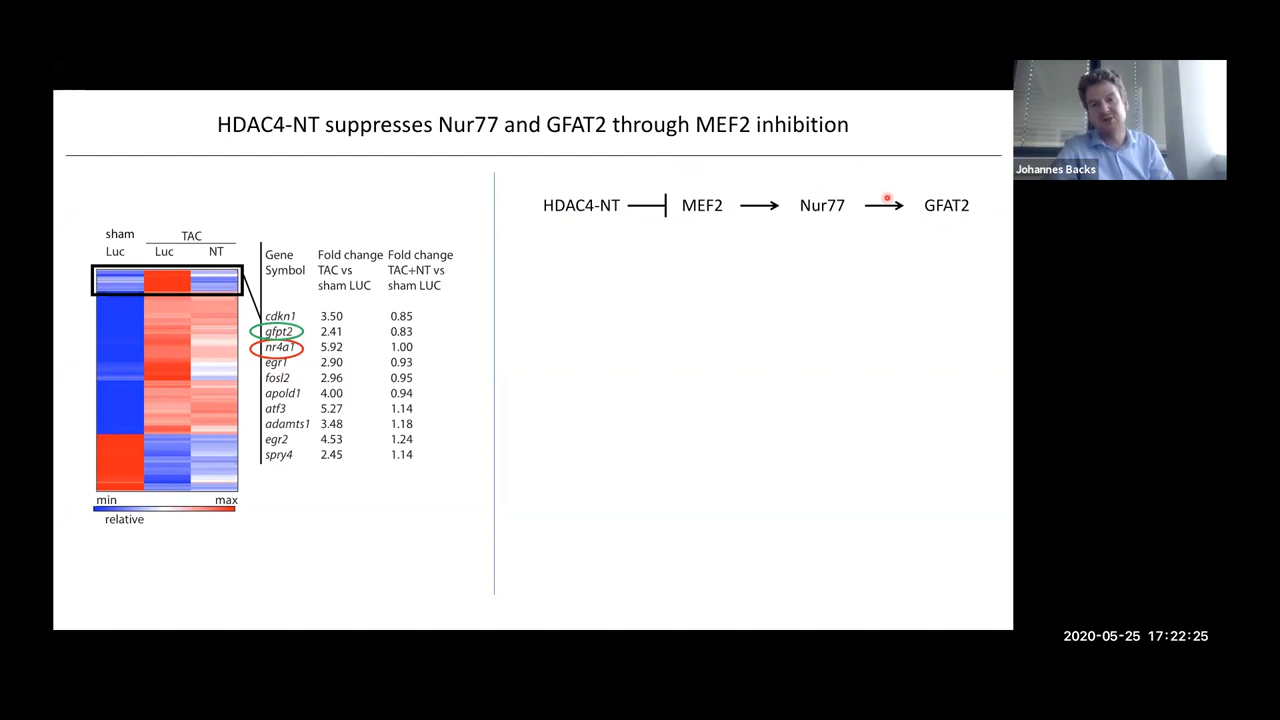 HDAC4-NT suppresses Nur77 and GFAT2 through MEF2 inhibition
Johannes Backs
HDAC4-NT MEF2 Nur77 GFAT2
sham TAC
Luc Luc NT
Gene Symbol Fold change TAC vs sham LUC Fold change TAC+NT vs sham LUC
cdkn1 3.50 0.85
gfpt2 2.41 0.83
nr4a1 5.92 1.00
egr1 2.90 0.93
fosl2 2.96 0.95
apold1 4.00 0.94
atf3 5.27 1.14
adamts1 3.48 1.18
egr2 4.53 1.24
spry4 2.45 1.14
min max
relative
2020-05-25 17:22:25